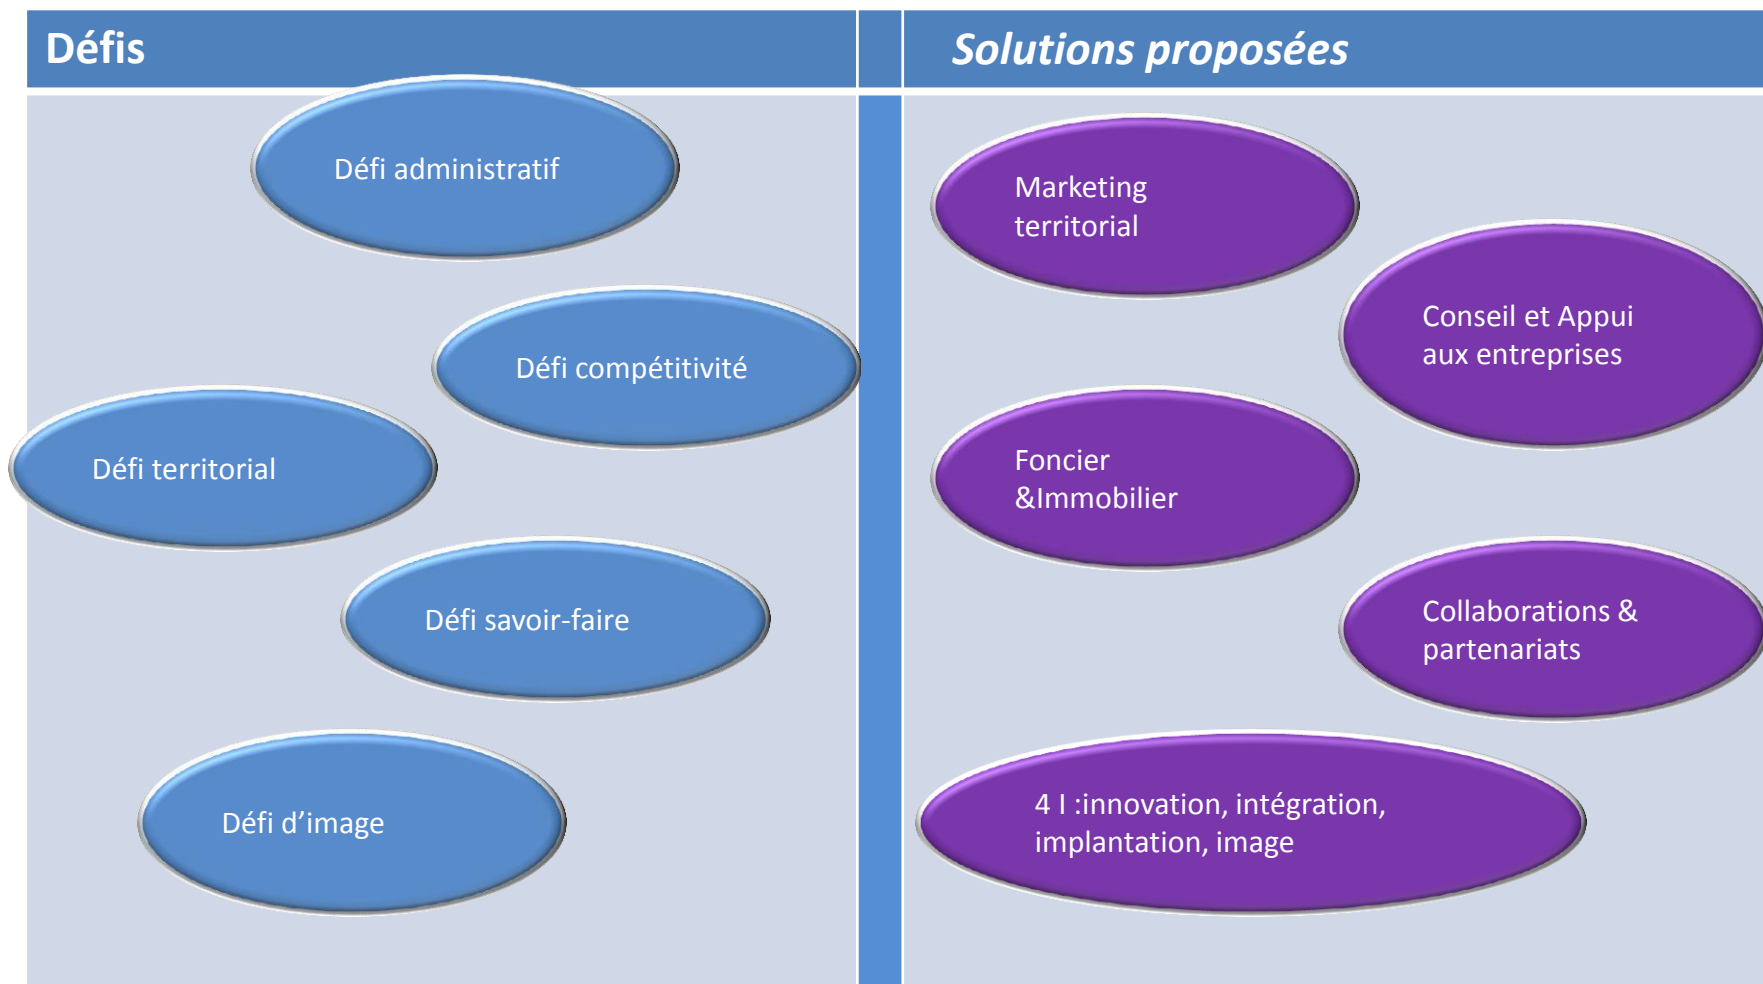 Défis
Solutions proposées
Défi administratif
Défi compétitivité
Défi territorial
Défi savoir-faire
Défi d’image
Marketing
territorial
Conseil et Appui
aux entreprises
Foncier
&Immobilier
Collaborations &
partenariats
4 I :innovation, intégration,
implantation, image